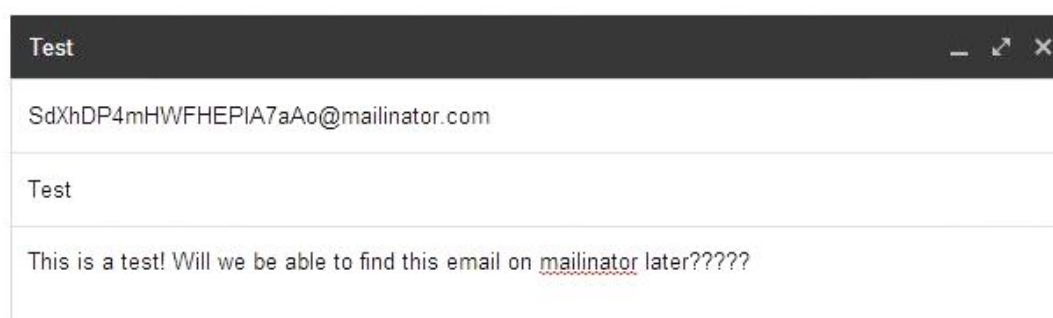 Test
SdXhDP4mHWFHEPIA7aAo@mailinator.com
Test
This is a test! Will we be able to find this email on mailinator later?????